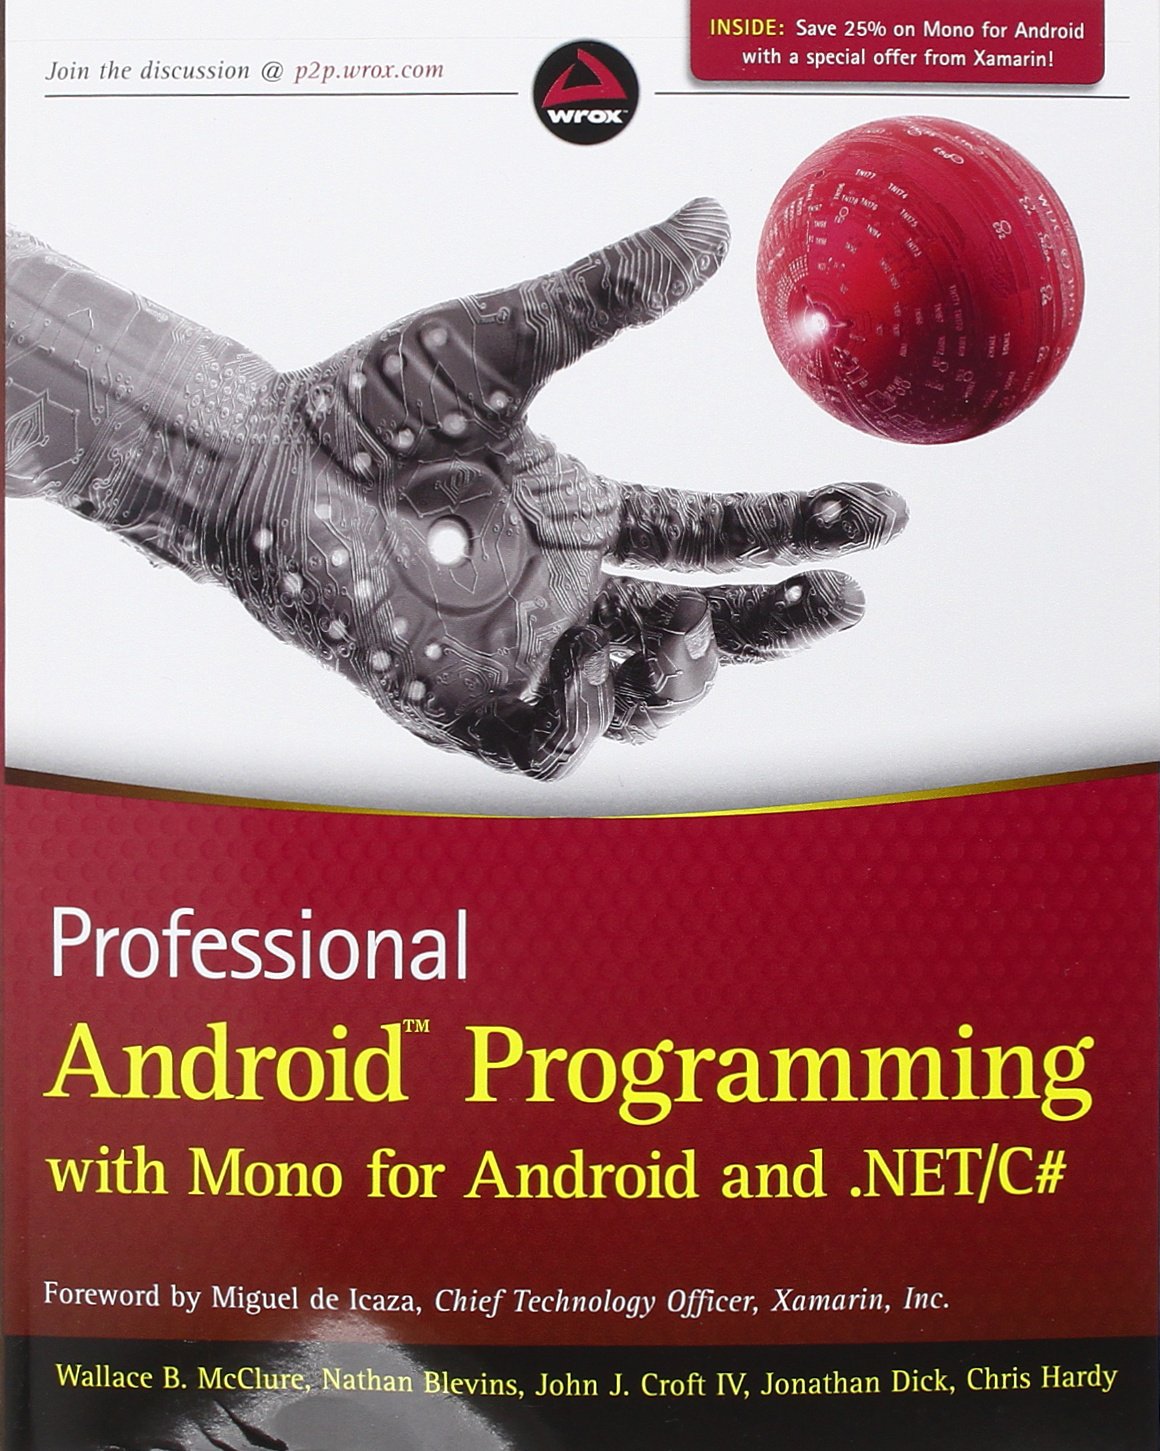 INSIDE: Save 25% on Mono for Android
with a special offer from Xamarin!
Join the discussion @ p2p.wrox.com
wrox™
Professional
Android™ Programming
with Mono for Android and .NET/C#
Foreword by Miguel de Icaza, Chief Technology Officer, Xamarin, Inc.
Wallace B. McClure, Nathan Blevins, John J. Croft IV, Jonathan Dick, Chris Hardy